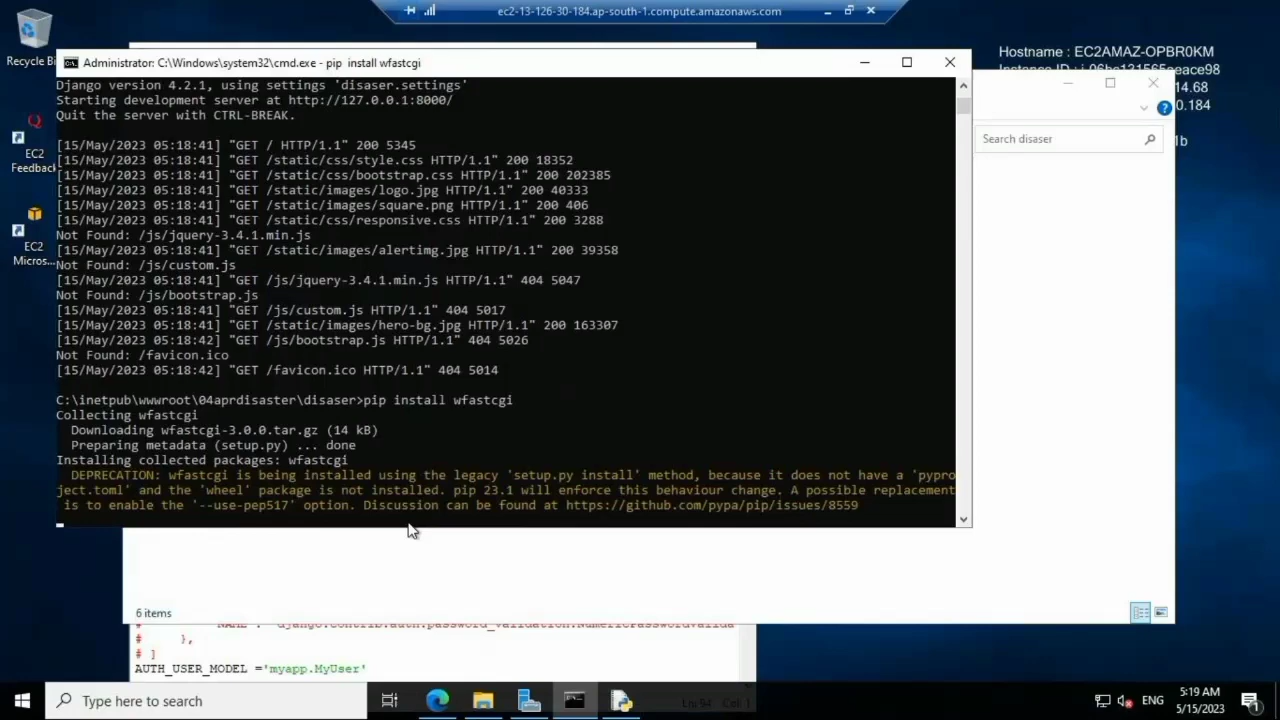 ec2-13-126-30-184.ap-south-1.compute.amazonaws.com
Recycle Bi
Hostname : EC2AMAZ-OPBR0KM
14.68
0.184
1b
Search disaser
EC2
Feedback
EC2
Micros...
Administrator: C:\Windows\system32\cmd.exe - pip install wfastcgi
Django version 4.2.1, using settings 'disaser.settings'
Starting development server at http://127.0.0.1:8000/
Quit the server with CTRL-BREAK.
[15/May/2023 05:18:41] "GET / HTTP/1.1" 200 5345
[15/May/2023 05:18:41] "GET /static/css/style.css HTTP/1.1" 200 18352
[15/May/2023 05:18:41] "GET /static/css/bootstrap.css HTTP/1.1" 200 202385
[15/May/2023 05:18:41] "GET /static/images/logo.jpg HTTP/1.1" 200 40333
[15/May/2023 05:18:41] "GET /static/images/square.png HTTP/1.1" 200 406
[15/May/2023 05:18:41] "GET /static/css/responsive.css HTTP/1.1" 200 3288
Not Found: /js/jquery-3.4.1.min.js
[15/May/2023 05:18:41] "GET /static/images/alertimg.jpg HTTP/1.1" 200 39358
Not Found: /js/custom.js
[15/May/2023 05:18:41] "GET /js/jquery-3.4.1.min.js HTTP/1.1" 404 5047
Not Found: /js/bootstrap.js
[15/May/2023 05:18:41] "GET /js/custom.js HTTP/1.1" 404 5017
[15/May/2023 05:18:41] "GET /static/images/hero-bg.jpg HTTP/1.1" 200 163307
[15/May/2023 05:18:42] "GET /js/bootstrap.js HTTP/1.1" 404 5026
Not Found: /favicon.ico
[15/May/2023 05:18:42] "GET /favicon.ico HTTP/1.1" 404 5014
C:\inetpub\wwwroot\04aprdisaster\disaser>pip install wfastcgi
Collecting wfastcgi
Downloading wfastcgi-3.0.0.tar.gz (14 kB)
Preparing metadata (setup.py) ... done
Installing collected packages: wfastcgi
DEPRECATION: wfastcgi is being installed using the legacy 'setup.py install' method, because it does not have a 'pypro
ject.toml' and the 'wheel' package is not installed. pip 23.1 will enforce this behaviour change. A possible replacement
is to enable the '--use-pep517' option. Discussion can be found at https://github.com/pypa/pip/issues/8559
6 items
# },
# ]
AUTH_USER_MODEL ='myapp.MyUser'
Type here to search
ENG
5:19 AM
5/15/2023
1